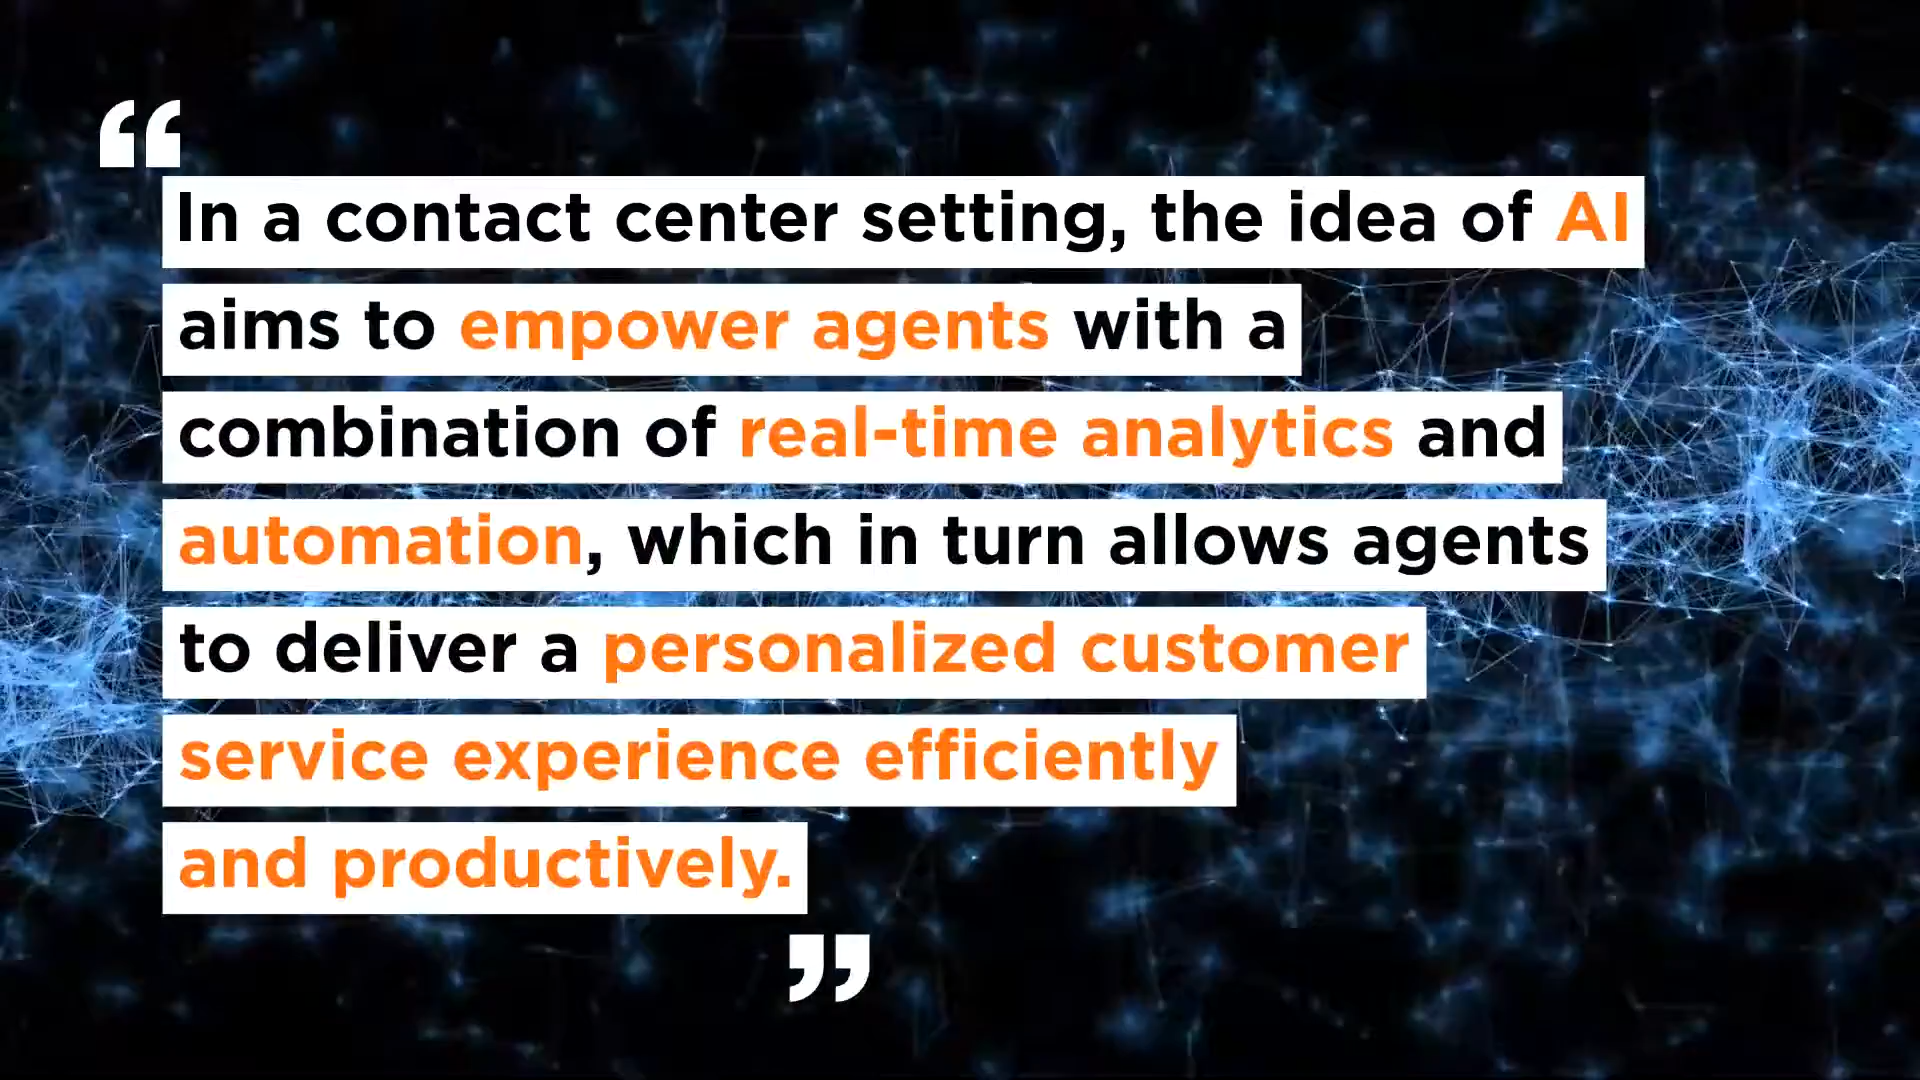 “
In a contact center setting, the idea of AI
aims to empower agents with a
combination of real-time analytics and
automation, which in turn allows agents
to deliver a personalized customer
service experience efficiently
and productively.
”